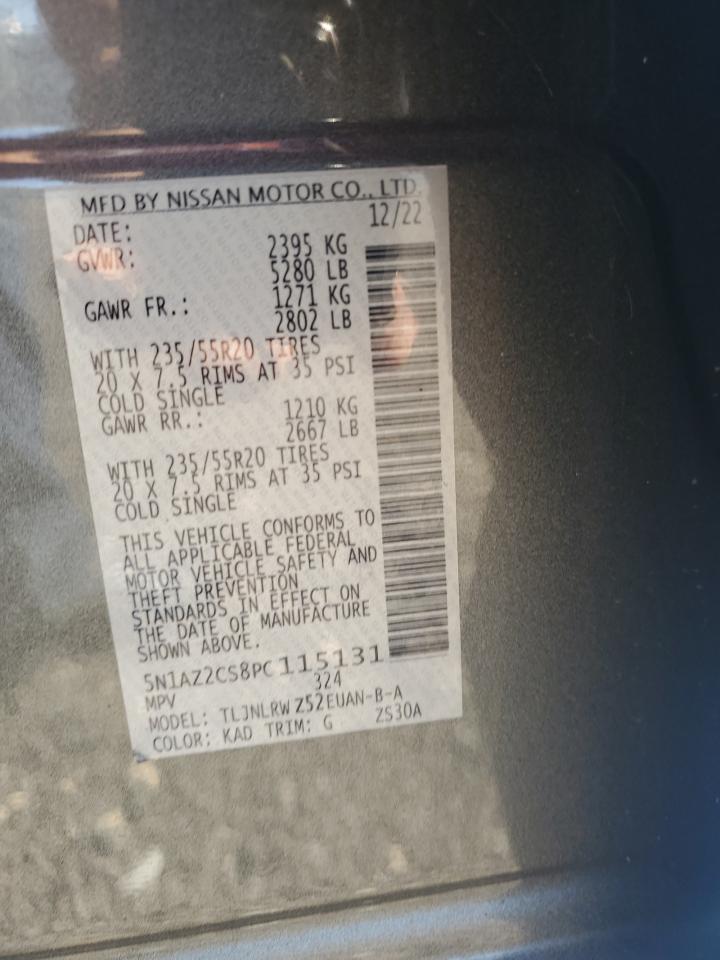 MFD BY NISSAN MOTOR CO., LTD.
DATE: 12/22
GVWR: 2395 KG
5280 LB
GAWR FR.: 1271 KG
2802 LB
WITH 235/55R20 TIRES
20 X 7.5 RIMS AT 35 PSI
COLD SINGLE
GAWR RR.: 1210 KG
2667 LB
WITH 235/55R20 TIRES
20 X 7.5 RIMS AT 35 PSI
COLD SINGLE
THIS VEHICLE CONFORMS TO
ALL APPLICABLE FEDERAL
MOTOR VEHICLE SAFETY AND
THEFT PREVENTION
STANDARDS IN EFFECT ON
THE DATE OF MANUFACTURE
SHOWN ABOVE.
5N1AZ2CS8PC115131
MPV 324
MODEL: TLJNLRWZ52EUAN-B-A
COLOR: KAD TRIM: G ZS30A